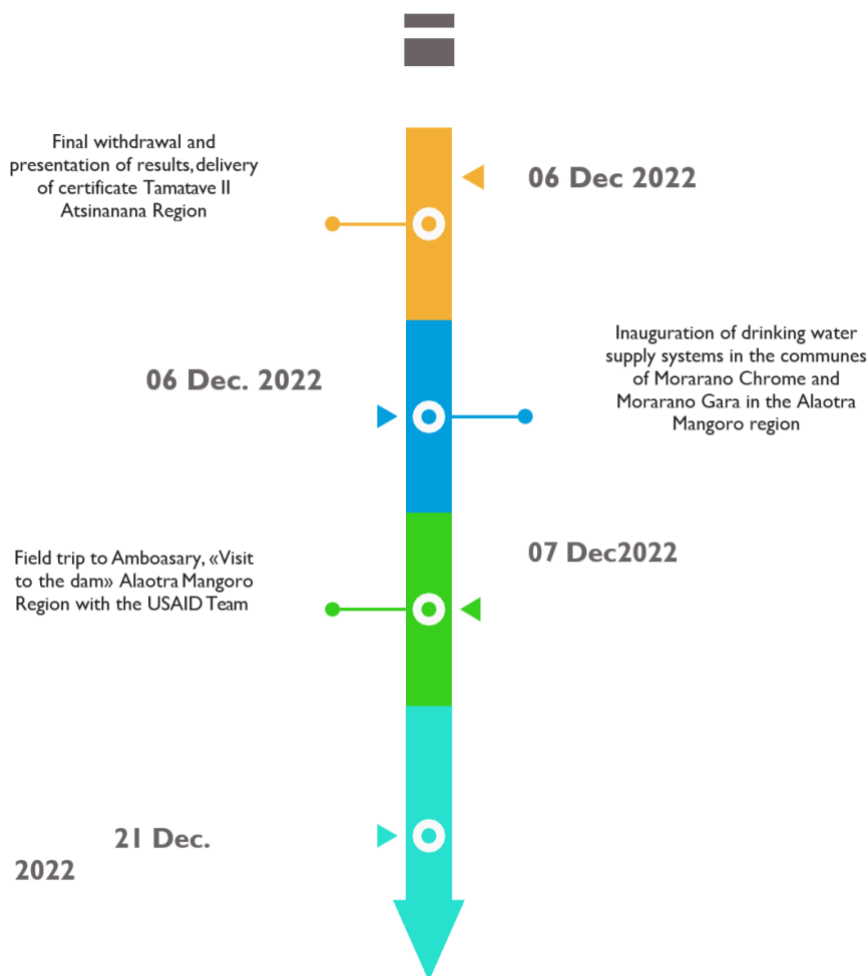 Final withdrawal and
presentation of results, delivery
of certificate Tamatave II
Atsinanana Region
06 Dec 2022
06 Dec. 2022
Inauguration of drinking water
supply systems in the communes
of Morarano Chrome and
Morarano Gara in the Alaotra
Mangoro region
Field trip to Amboasary, «Visit
to the dam» Alaotra Mangoro
Region with the USAID Team
07 Dec2022
21 Dec.
2022